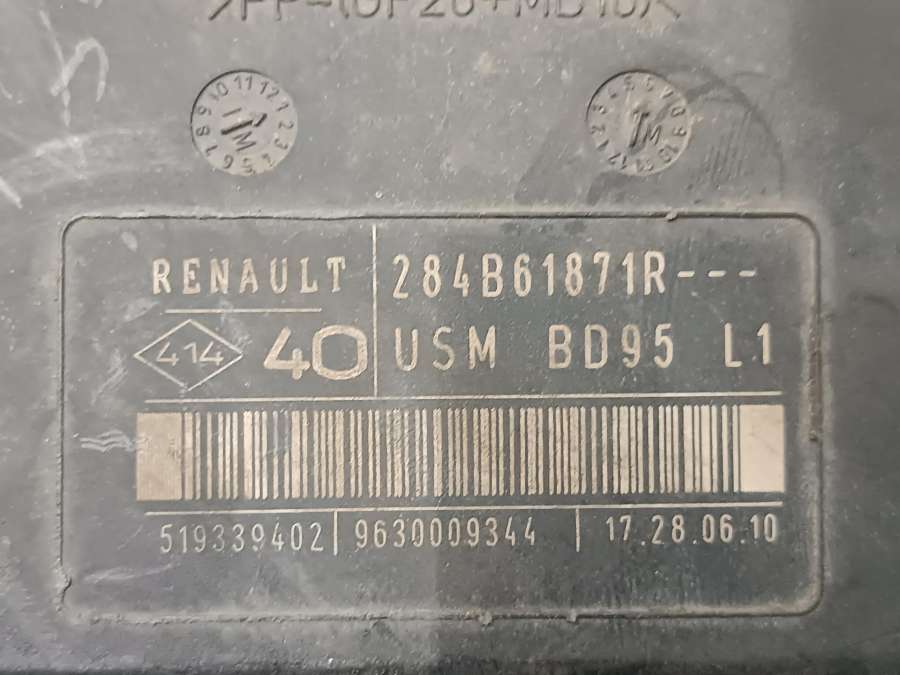 RENAULT 284B61871R---
414 40 USM BD95 L1
519339402 9630009344 17.28.06.10